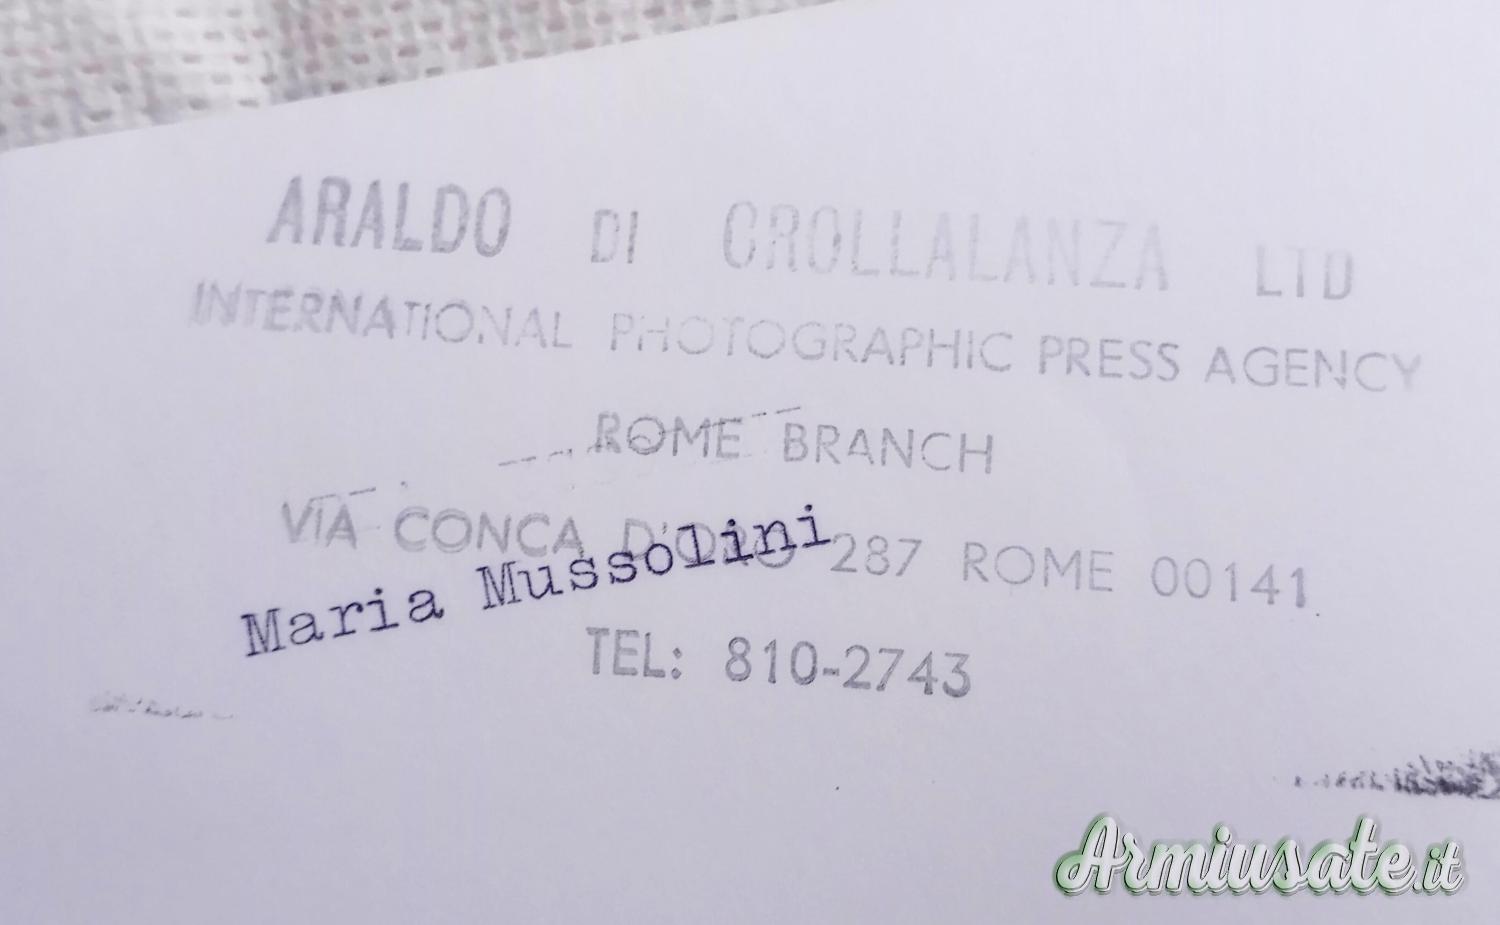 ARALDO DI CROLLALANZA LTD
INTERNATIONAL PHOTOGRAPHIC PRESS AGENCY
ROME BRANCH
VIA CONCA D'ORO 287 ROME 00141
Maria Mussolini
TEL: 810-2743
Armiusate.it